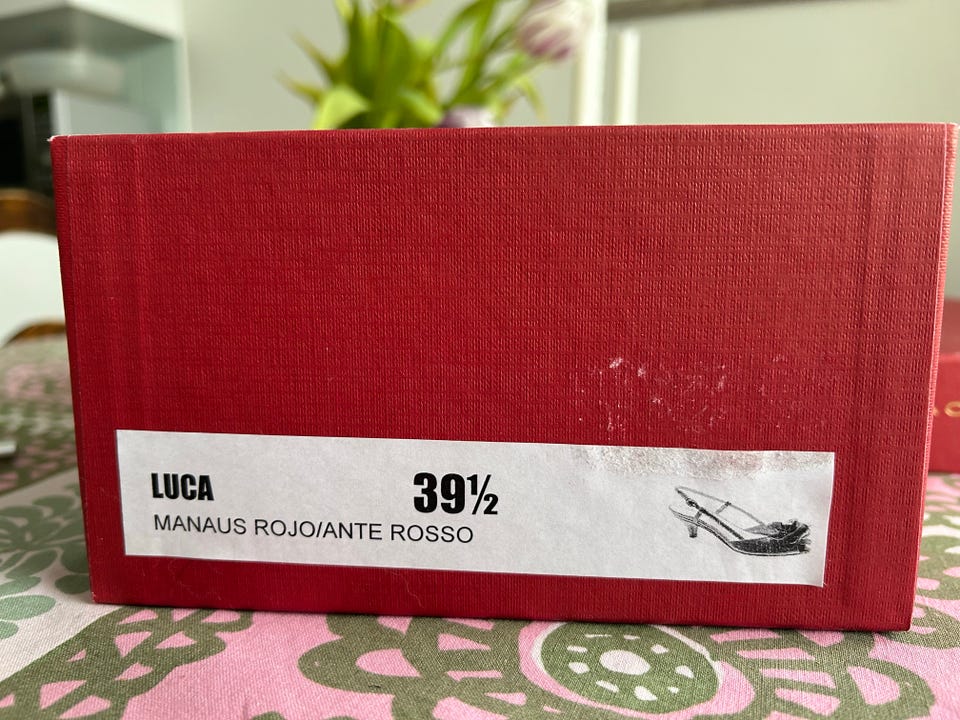 LUCA 39½
MANAUS ROJO/ANTE ROSSO